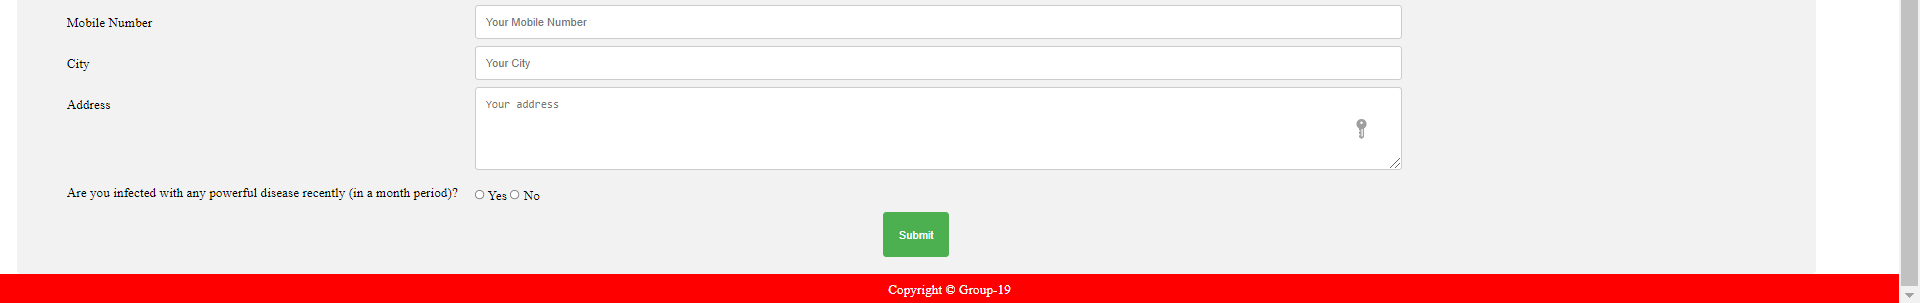 Mobile Number
Your Mobile Number
City
Your City
Address
Your address
Are you infected with any powerful disease recently (in a month period)?
Yes No
Submit
Copyright © Group-19